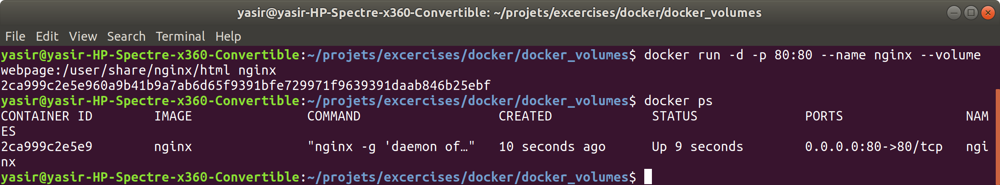 yasir@yasir-HP-Spectre-x360-Convertible: ~/projets/excercises/docker/docker_volumes
File Edit View Search Terminal Help
yasir@yasir-HP-Spectre-x360-Convertible:~/projets/excercises/docker/docker_volumes$ docker run -d -p 80:80 --name nginx --volume
webpage:/user/share/nginx/html nginx
2ca999c2e5e960a9b41b9a7ab6d65f9391bfe729971f9639391daab846b25ebf
yasir@yasir-HP-Spectre-x360-Convertible:~/projets/excercises/docker/docker_volumes$ docker ps
CONTAINER ID        IMAGE               COMMAND                  CREATED             STATUS              PORTS                NAM
ES
2ca999c2e5e9        nginx               "nginx -g 'daemon of…"   10 seconds ago      Up 9 seconds        0.0.0.0:80->80/tcp   ngi
nx
yasir@yasir-HP-Spectre-x360-Convertible:~/projets/excercises/docker/docker_volumes$